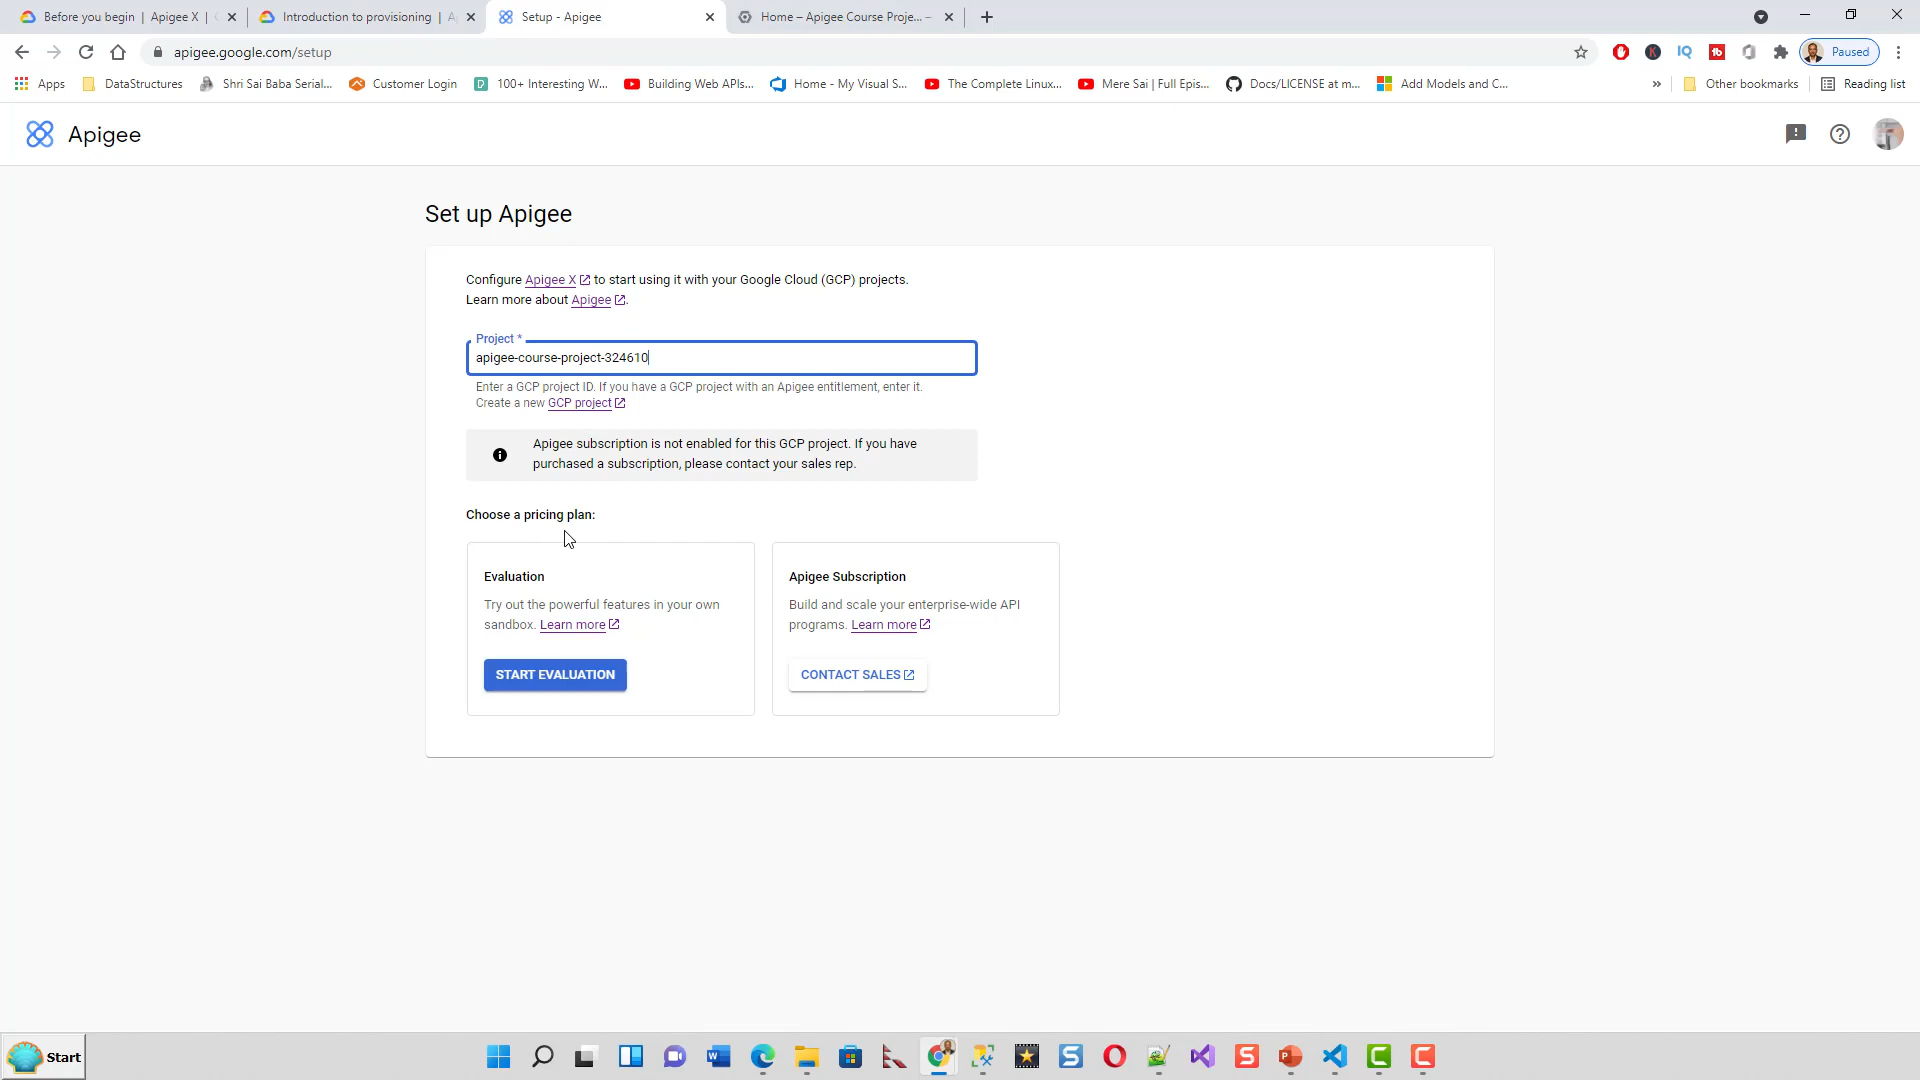 Before you begin | Apigee X |
Introduction to provisioning | A
Setup - Apigee
Home – Apigee Course Proje... –
apigee.google.com/setup
Paused
Apps
DataStructures
Shri Sai Baba Serial...
Customer Login
100+ Interesting W...
Building Web APIs...
Home - My Visual S...
The Complete Linux...
Mere Sai | Full Epis...
Docs/LICENSE at m...
Add Models and C...
»
Other bookmarks
Reading list
Apigee
Set up Apigee
Configure Apigee X to start using it with your Google Cloud (GCP) projects.
Learn more about Apigee .
Project *
apigee-course-project-324610
Enter a GCP project ID. If you have a GCP project with an Apigee entitlement, enter it.
Create a new GCP project
Apigee subscription is not enabled for this GCP project. If you have
purchased a subscription, please contact your sales rep.
Choose a pricing plan:
Evaluation
Try out the powerful features in your own
sandbox. Learn more
START EVALUATION
Apigee Subscription
Build and scale your enterprise-wide API
programs. Learn more
CONTACT SALES
Start